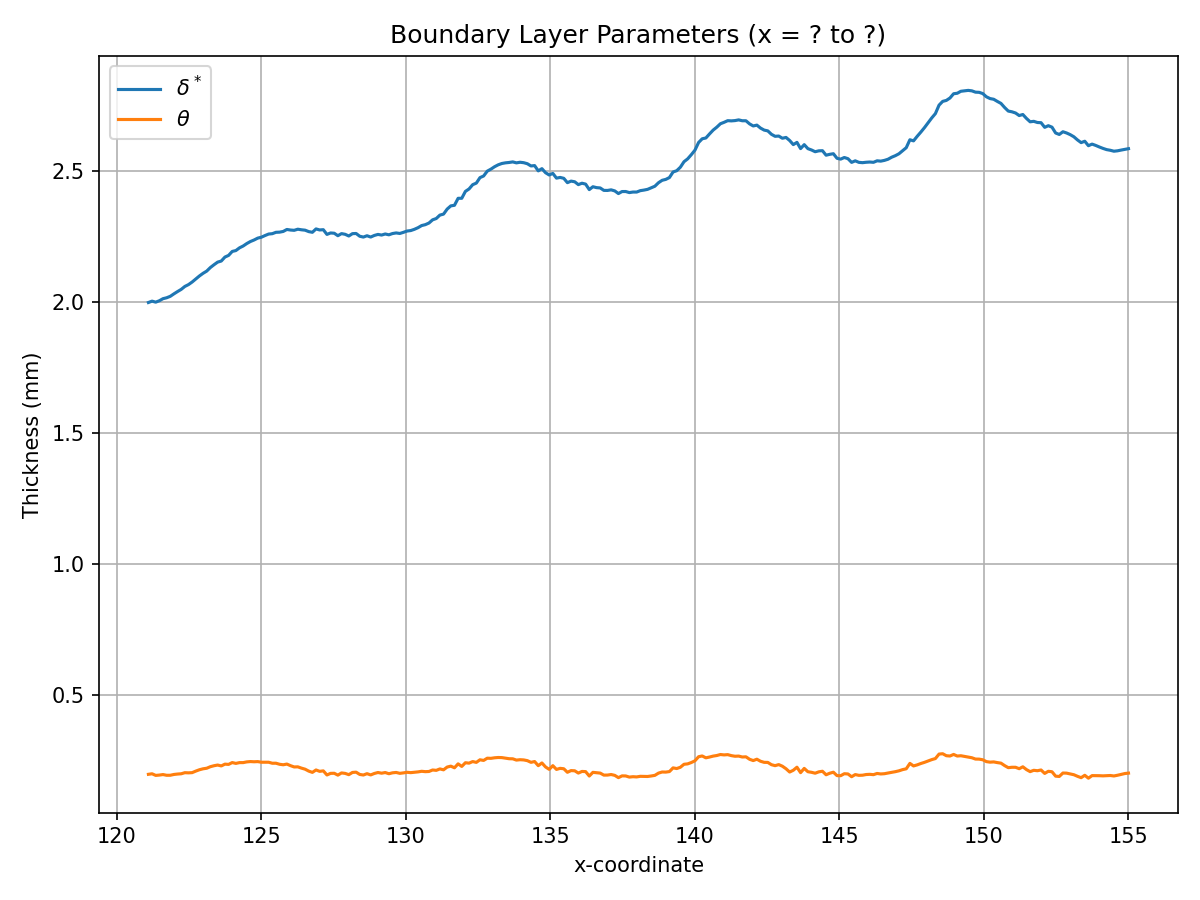 Boundary Layer Parameters (x = ? to ?)
δ*
θ
Thickness (mm)
2.5
2.0
1.5
1.0
0.5
120 125 130 135 140 145 150 155
x-coordinate